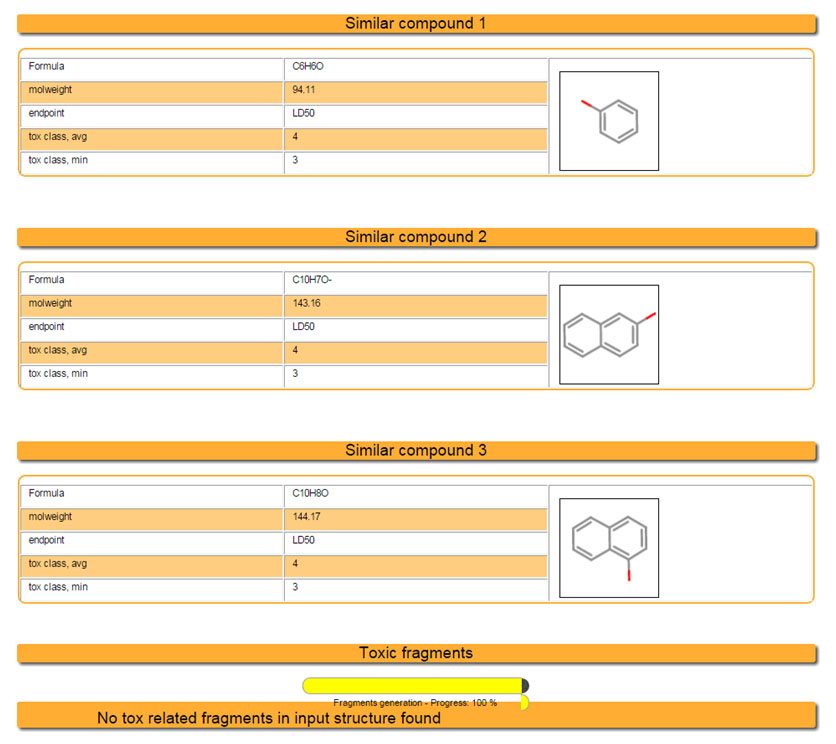 Similar compound 1
Formula C6H6O
molweight 94.11
endpoint LD50
tox class, avg 4
tox class, min 3
Similar compound 2
Formula C10H7O-
molweight 143.16
endpoint LD50
tox class, avg 4
tox class, min 3
Similar compound 3
Formula C10H8O
molweight 144.17
endpoint LD50
tox class, avg 4
tox class, min 3
Toxic fragments
Fragments generation - Progress: 100 %
No tox related fragments in input structure found